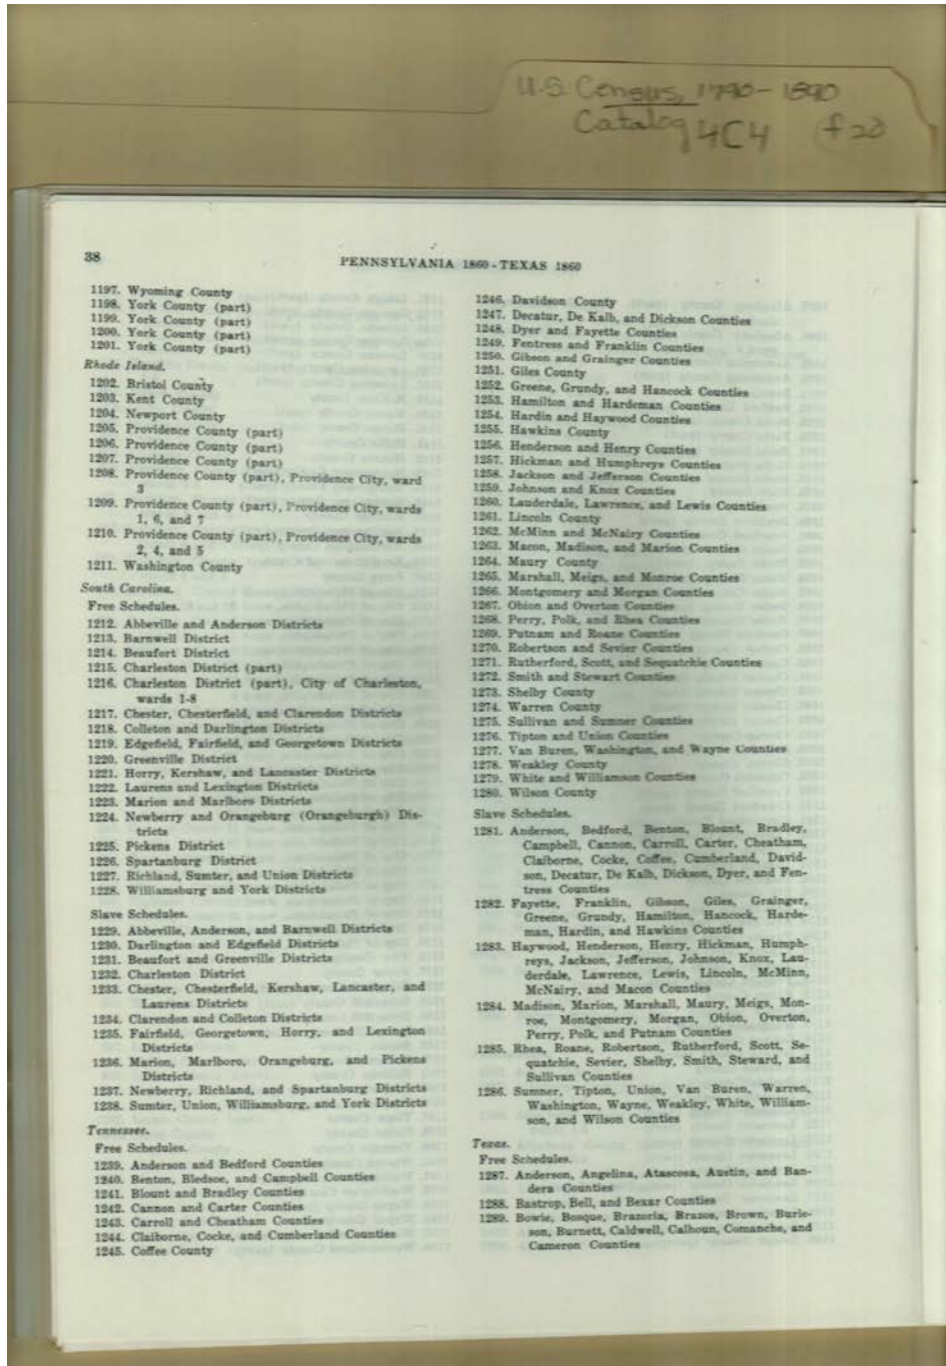 U.S. Census, 1790-1890
Catalog 4C4 f20
38
PENNSYLVANIA 1860-TEXAS 1860
1197. Wyoming County
1198. York County (part)
1199. York County (part)
1200. York County (part)
1201. York County (part)
Rhode Island.
1202. Bristol County
1203. Kent County
1204. Newport County
1205. Providence County (part)
1206. Providence County (part)
1207. Providence County (part)
1208. Providence County (part), Providence City, ward
3
1209. Providence County (part), Providence City, wards
1, 6, and 7
1210. Providence County (part), Providence City, wards
2, 4, and 5
1211. Washington County
South Carolina.
Free Schedules.
1212. Abbeville and Anderson Districts
1213. Barnwell District
1214. Beaufort District
1215. Charleston District (part)
1216. Charleston District (part), City of Charleston,
wards 1-8
1217. Chester, Chesterfield, and Clarendon Districts
1218. Colleton and Darlington Districts
1219. Edgefield, Fairfield, and Georgetown Districts
1220. Greenville District
1221. Horry, Kershaw, and Lancaster Districts
1222. Laurens and Lexington Districts
1223. Marion and Marlboro Districts
1224. Newberry and Orangeburg (Orangeburgh) Dis-
tricts
1225. Pickens District
1226. Spartanburg District
1227. Richland, Sumter, and Union Districts
1228. Williamsburg and York Districts
Slave Schedules.
1229. Abbeville, Anderson, and Barnwell Districts
1230. Darlington and Edgefield Districts
1231. Beaufort and Greenville Districts
1232. Charleston District
1233. Chester, Chesterfield, Kershaw, Lancaster, and
Laurens Districts
1234. Clarendon and Colleton Districts
1235. Fairfield, Georgetown, Horry, and Lexington
Districts
1236. Marion, Marlboro, Orangeburg, and Pickens
Districts
1237. Newberry, Richland, and Spartanburg Districts
1238. Sumter, Union, Williamsburg, and York Districts
Tennessee.
Free Schedules.
1239. Anderson and Bedford Counties
1240. Benton, Bledsoe, and Campbell Counties
1241. Blount and Bradley Counties
1242. Cannon and Carter Counties
1243. Carroll and Cheatham Counties
1244. Claiborne, Cocke, and Cumberland Counties
1245. Coffee County
1246. Davidson County
1247. Decatur, De Kalb, and Dickson Counties
1248. Dyer and Fayette Counties
1249. Fentress and Franklin Counties
1250. Gibson and Grainger Counties
1251. Giles County
1252. Greene, Grundy, and Hancock Counties
1253. Hamilton and Hardeman Counties
1254. Hardin and Haywood Counties
1255. Hawkins County
1256. Henderson and Henry Counties
1257. Hickman and Humphreys Counties
1258. Jackson and Jefferson Counties
1259. Johnson and Knox Counties
1260. Lauderdale, Lawrence, and Lewis Counties
1261. Lincoln County
1262. McMinn and McNairy Counties
1263. Macon, Madison, and Marion Counties
1264. Maury County
1265. Marshall, Meigs, and Monroe Counties
1266. Montgomery and Morgan Counties
1267. Obion and Overton Counties
1268. Perry, Polk, and Rhea Counties
1269. Putnam and Roane Counties
1270. Robertson and Sevier Counties
1271. Rutherford, Scott, and Sequatchie Counties
1272. Smith and Stewart Counties
1273. Shelby County
1274. Warren County
1275. Sullivan and Sumner Counties
1276. Tipton and Union Counties
1277. Van Buren, Washington, and Wayne Counties
1278. Weakley County
1279. White and Williamson Counties
1280. Wilson County
Slave Schedules.
1281. Anderson, Bedford, Benton, Blount, Bradley,
Campbell, Cannon, Carroll, Carter, Cheatham,
Claiborne, Cocke, Coffee, Cumberland, David-
son, Decatur, De Kalb, Dickson, Dyer, and Fen-
tress Counties
1282. Fayette, Franklin, Gibson, Giles, Grainger,
Greene, Grundy, Hamilton, Hancock, Harde-
man, Hardin, and Hawkins Counties
1283. Haywood, Henderson, Henry, Hickman, Humph-
reys, Jackson, Jefferson, Johnson, Knox, Lau-
derdale, Lawrence, Lewis, Lincoln, McMinn,
McNairy, and Macon Counties
1284. Madison, Marion, Marshall, Maury, Meigs, Mon-
roe, Montgomery, Morgan, Obion, Overton,
Perry, Polk, and Putnam Counties
1285. Rhea, Roane, Robertson, Rutherford, Scott, Se-
quatchie, Sevier, Shelby, Smith, Steward, and
Sullivan Counties
1286. Sumner, Tipton, Union, Van Buren, Warren,
Washington, Wayne, Weakley, White, William-
son, and Wilson Counties
Texas.
Free Schedules.
1287. Anderson, Angelina, Atascosa, Austin, and Ban-
dera Counties
1288. Bastrop, Bell, and Bexar Counties
1289. Bowie, Bosque, Brazoria, Brazos, Brown, Burle-
son, Burnett, Caldwell, Calhoun, Comanche, and
Cameron Counties